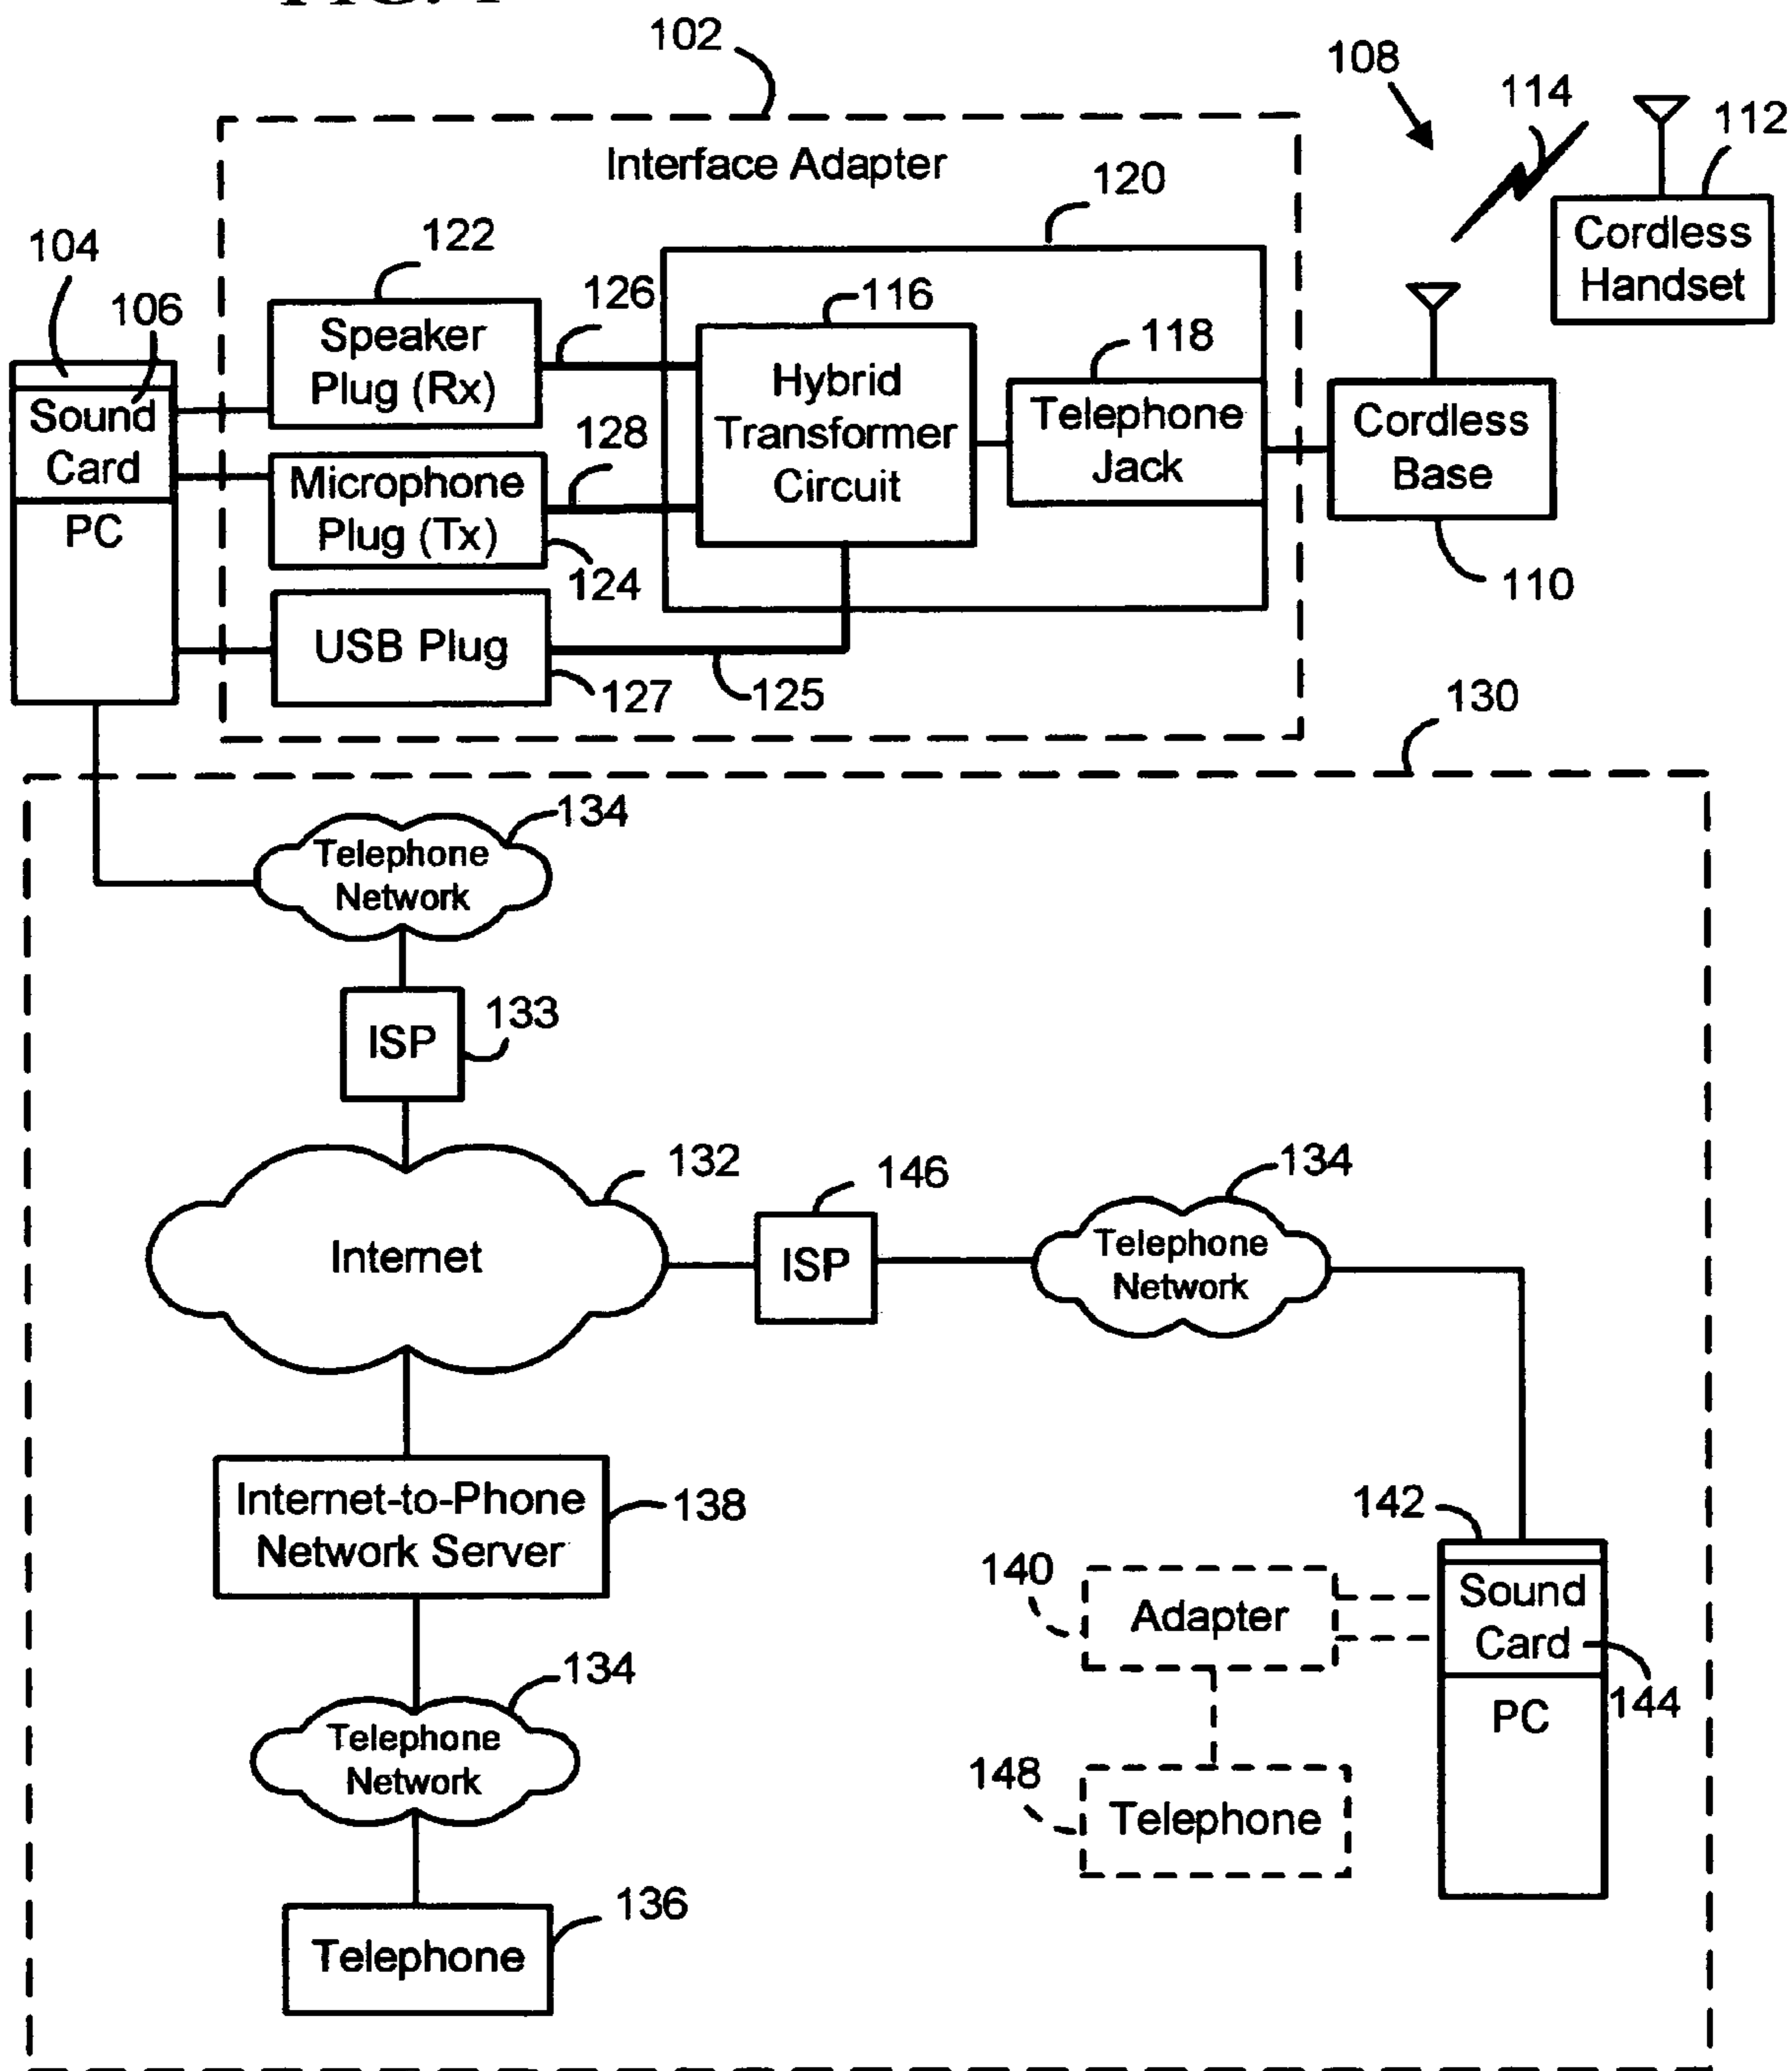 102
108
114
112
Interface Adapter
120
Cordless
Handset
104
122
106
126
116
118
Speaker
Plug (Rx)
Hybrid
Transformer
Circuit
Telephone
Jack
Cordless
Base
Sound
Card
128
Microphone
Plug (Tx)
PC
124
110
USB Plug
127
125
130
134
Telephone
Network
133
ISP
132
146
134
Internet
ISP
Telephone
Network
Internet-to-Phone
Network Server
138
142
140
Adapter
Sound
Card
144
134
PC
Telephone
Network
148
Telephone
136
Telephone